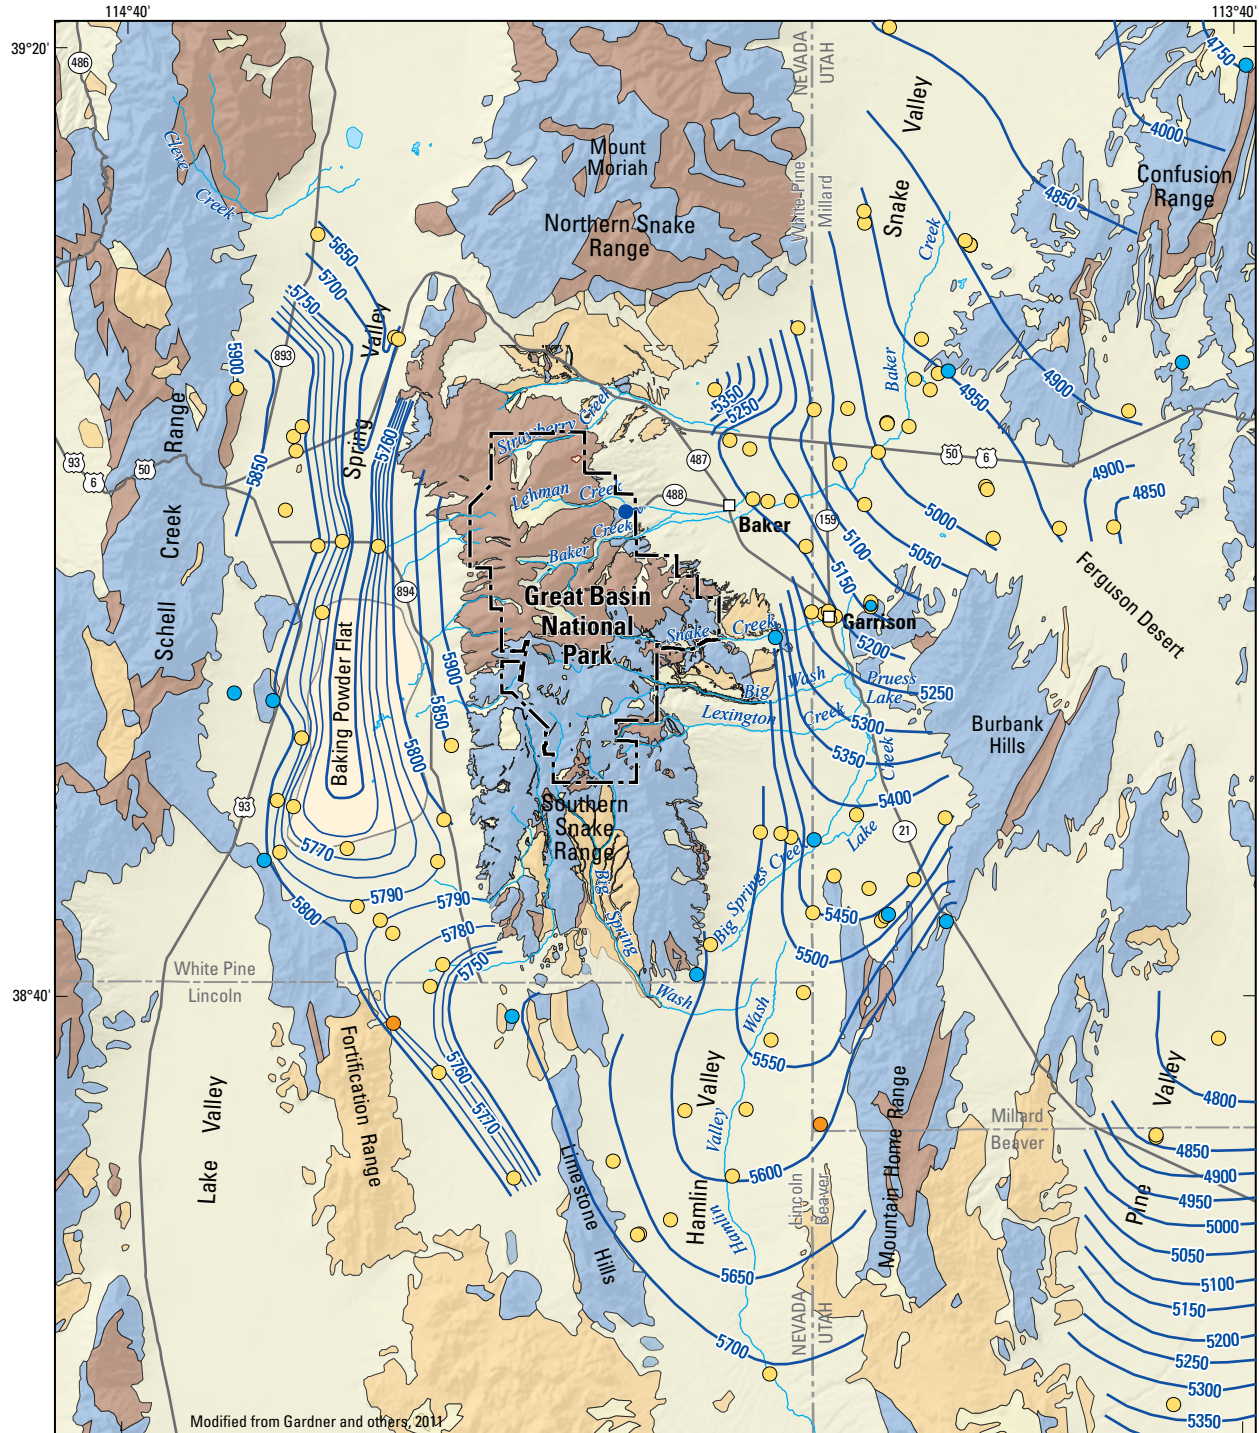 114°40'
113°40'
39°20'
486
NEVADA
UTAH
4750
Valley
4000
Cleve
Creek
Mount
Moriah
Confusion
Range
White Pine
Millard
Snake
4850
Northern Snake
Range
Creek
5650
5700
5750
Valley
5900
893
Baker
4900
4950
5350
5250
Range
Spring
5760
Strawberry Creek
93
50
6
487
50
6
4900
5850
Lehman Creek
488
4850
Creek
Baker
159
5000
Baker Creek
5100
5050
5150
894
Great Basin
National
Park
Ferguson Desert
Schell
Snake Creek
Garrison
Baking Powder Flat
5900
5200
Big Wash
Pruess
Lake
5250
5850
Lexington Creek
5300
Burbank
Hills
5800
Creek
5350
93
5400
Southern
Snake
Range
5770
21
Lake
Big Springs Creek
5790
5790
Big
Spring
Wash
5800
5450
5780
5750
5500
White Pine
Lincoln
38°40'
Wash
Fortification Range
5550
Valley
Valley
5760
4800
Valley
Lake
5770
Valley
Millard
Beaver
4850
Mountain Home Range
Limestone Hills
5600
4900
Lincoln
Beaver
4950
Hamlin
Hamlin
Pine
5000
5050
5650
5100
5150
NEVADA
UTAH
5200
5700
5250
5300
5350
Modified from Gardner and others, 2011